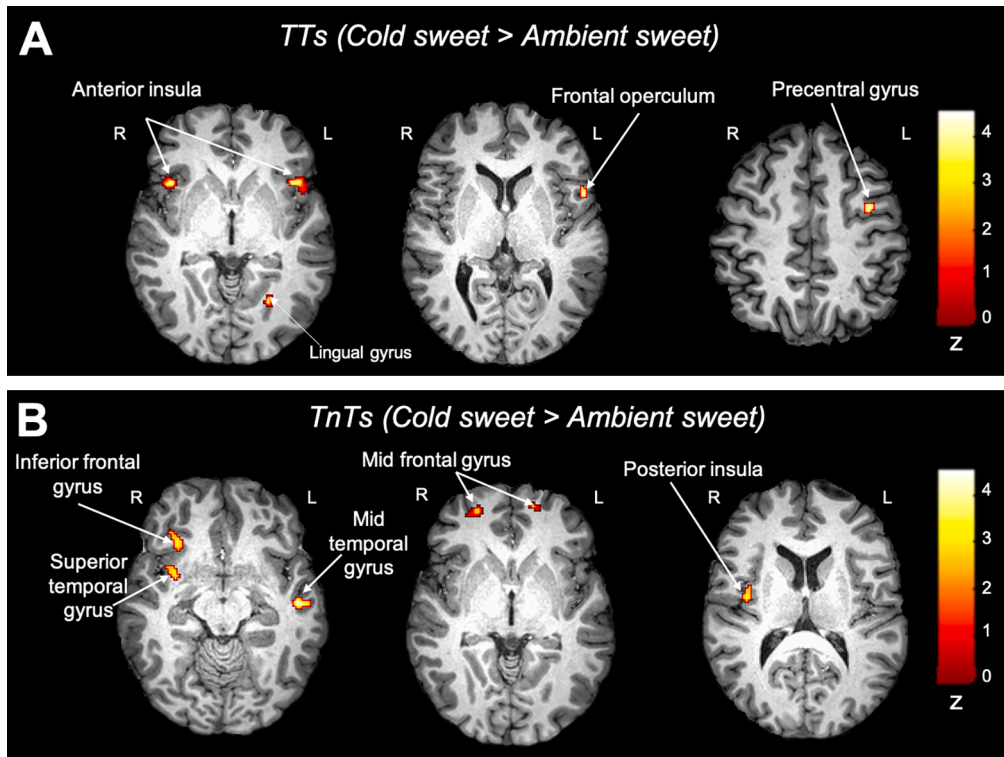 A
TTs (Cold sweet > Ambient sweet)
Anterior insula
Frontal operculum
Precentral gyrus
R
L
R
L
R
L
4
3
2
1
0
Z
Lingual gyrus
B
TnTs (Cold sweet > Ambient sweet)
Inferior frontal
gyrus
Mid frontal gyrus
Posterior insula
R
L
R
L
R
L
Mid
temporal
gyrus
Superior
temporal
gyrus
4
3
2
1
0
Z